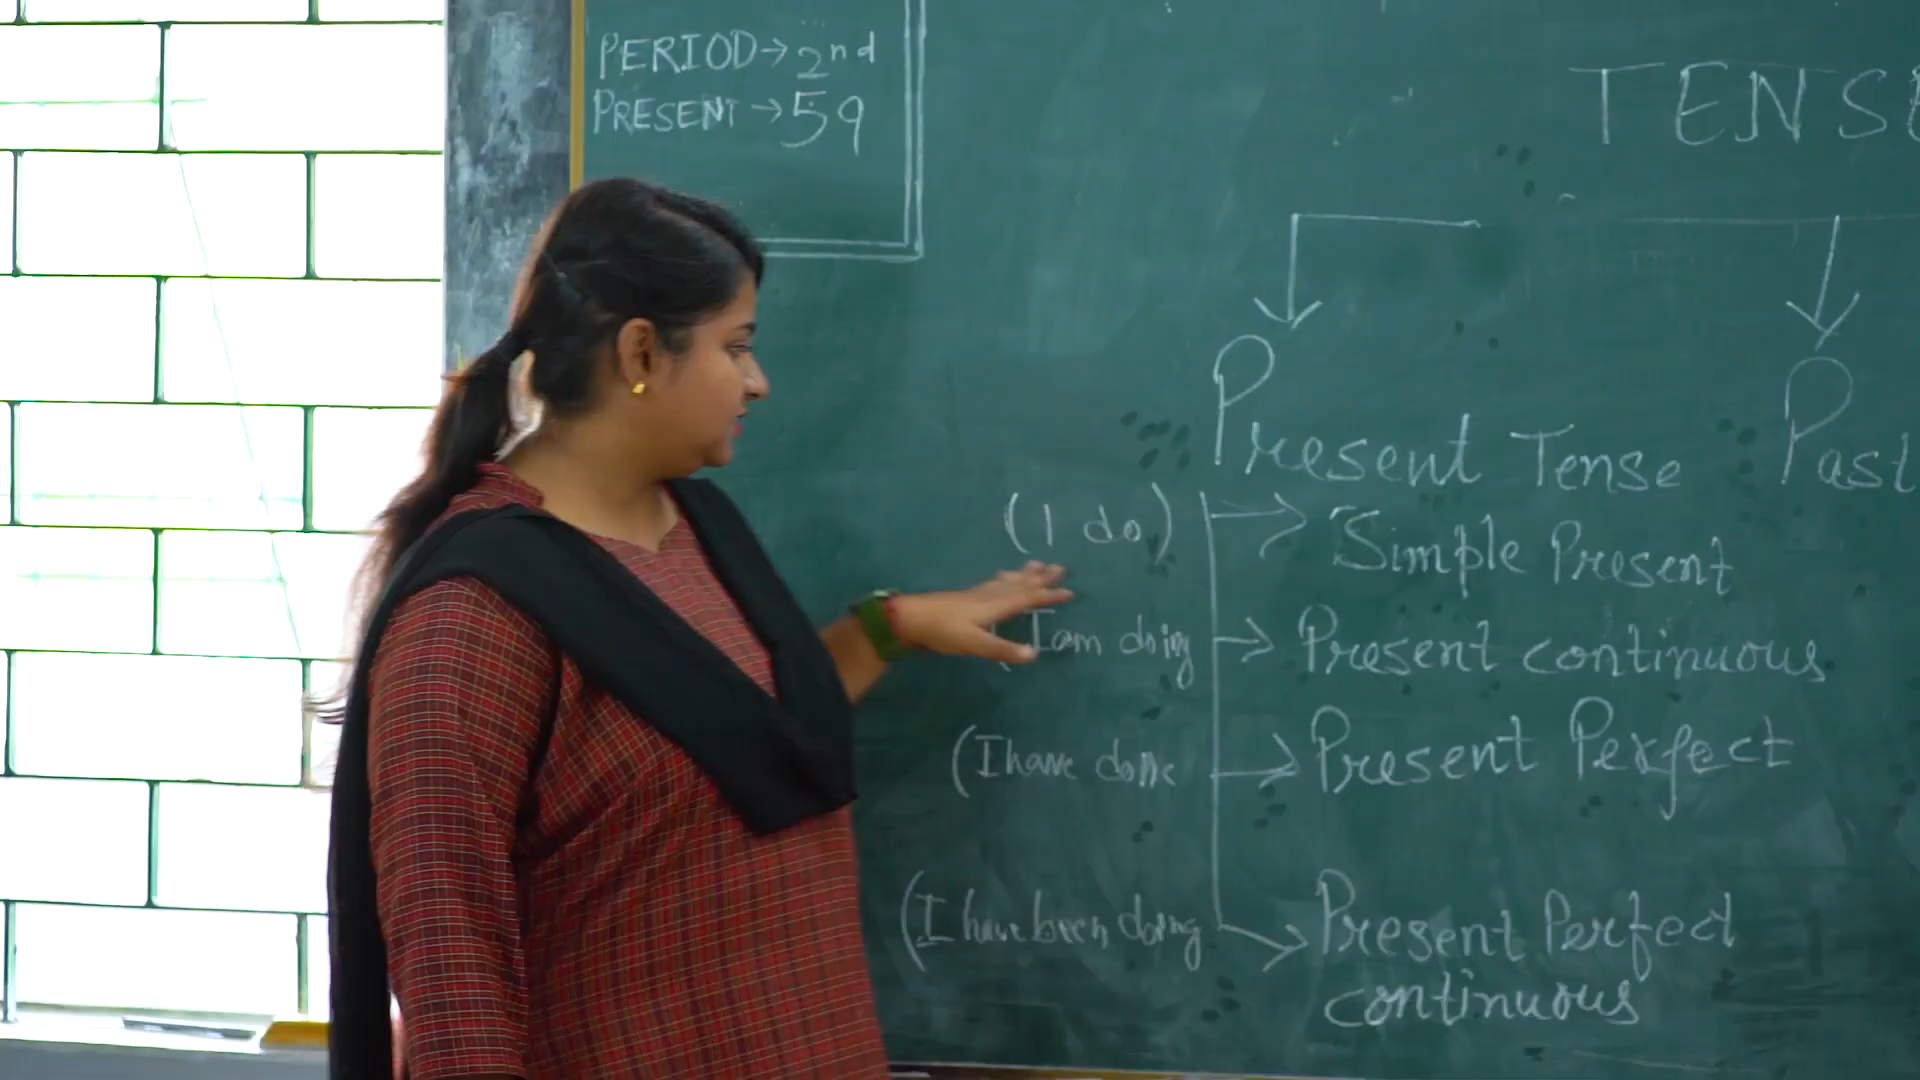 PERIOD → 2nd
PRESENT → 59
TENSE
Present Tense
Past
(I do) → Simple Present
(I am doing → Present continuous
(I have done → Present Perfect
(I have been doing → Present Perfect
continuous